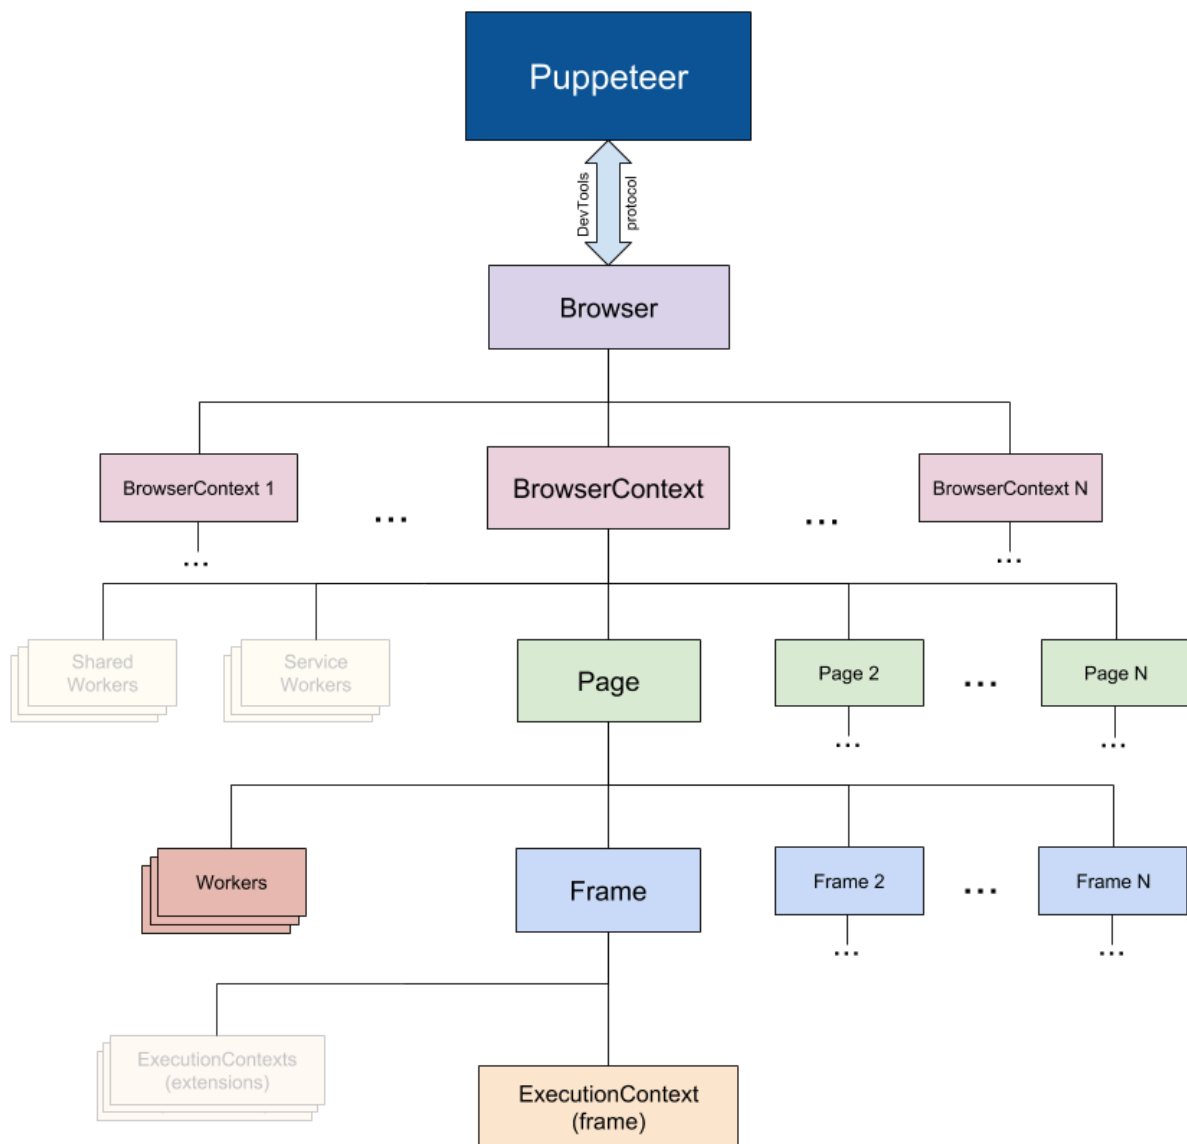 Puppeteer
DevTools
protocol
Browser
BrowserContext 1
...
BrowserContext
...
BrowserContext N
...
...
Shared
Workers
Service
Workers
Page
Page 2
...
Page N
...
...
Workers
Frame
Frame 2
...
Frame N
...
...
ExecutionContexts
(extensions)
ExecutionContext
(frame)